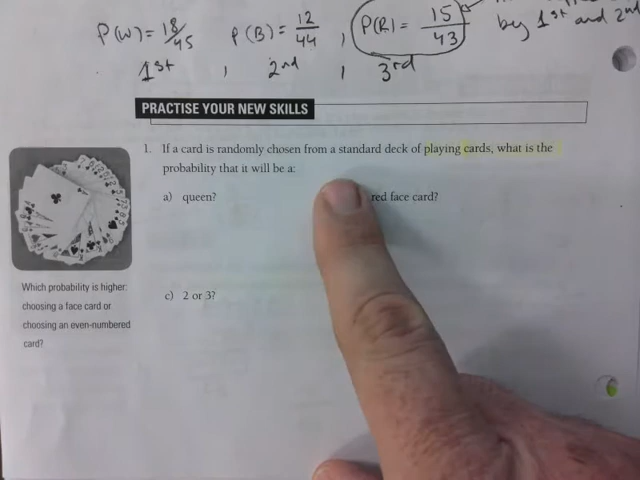 P(W) = 18/45 P(B) = 12/44 , P(R) = 15/43 by 1st and 2nd
1st , 2nd , 3rd
PRACTISE YOUR NEW SKILLS
1. If a card is randomly chosen from a standard deck of playing cards, what is the
probability that it will be a:
a) queen? red face card?
c) 2 or 3?
Which probability is higher:
choosing a face card or
choosing an even-numbered
card?